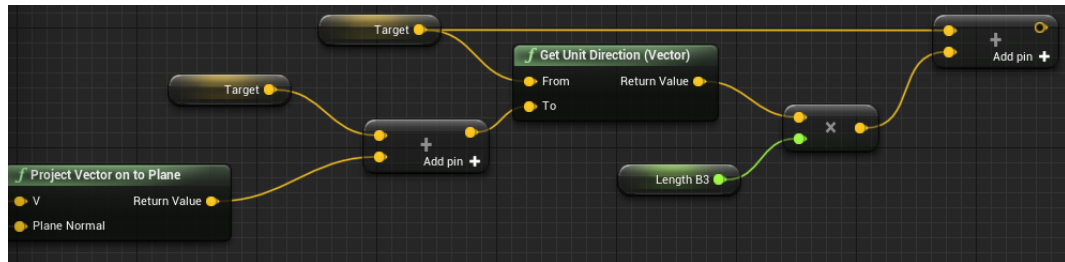 Target
Add pin +
f Get Unit Direction (Vector)
From Return Value
To
Target
+
Add pin +
×
Length B3
f Project Vector on to Plane
V Return Value
Plane Normal